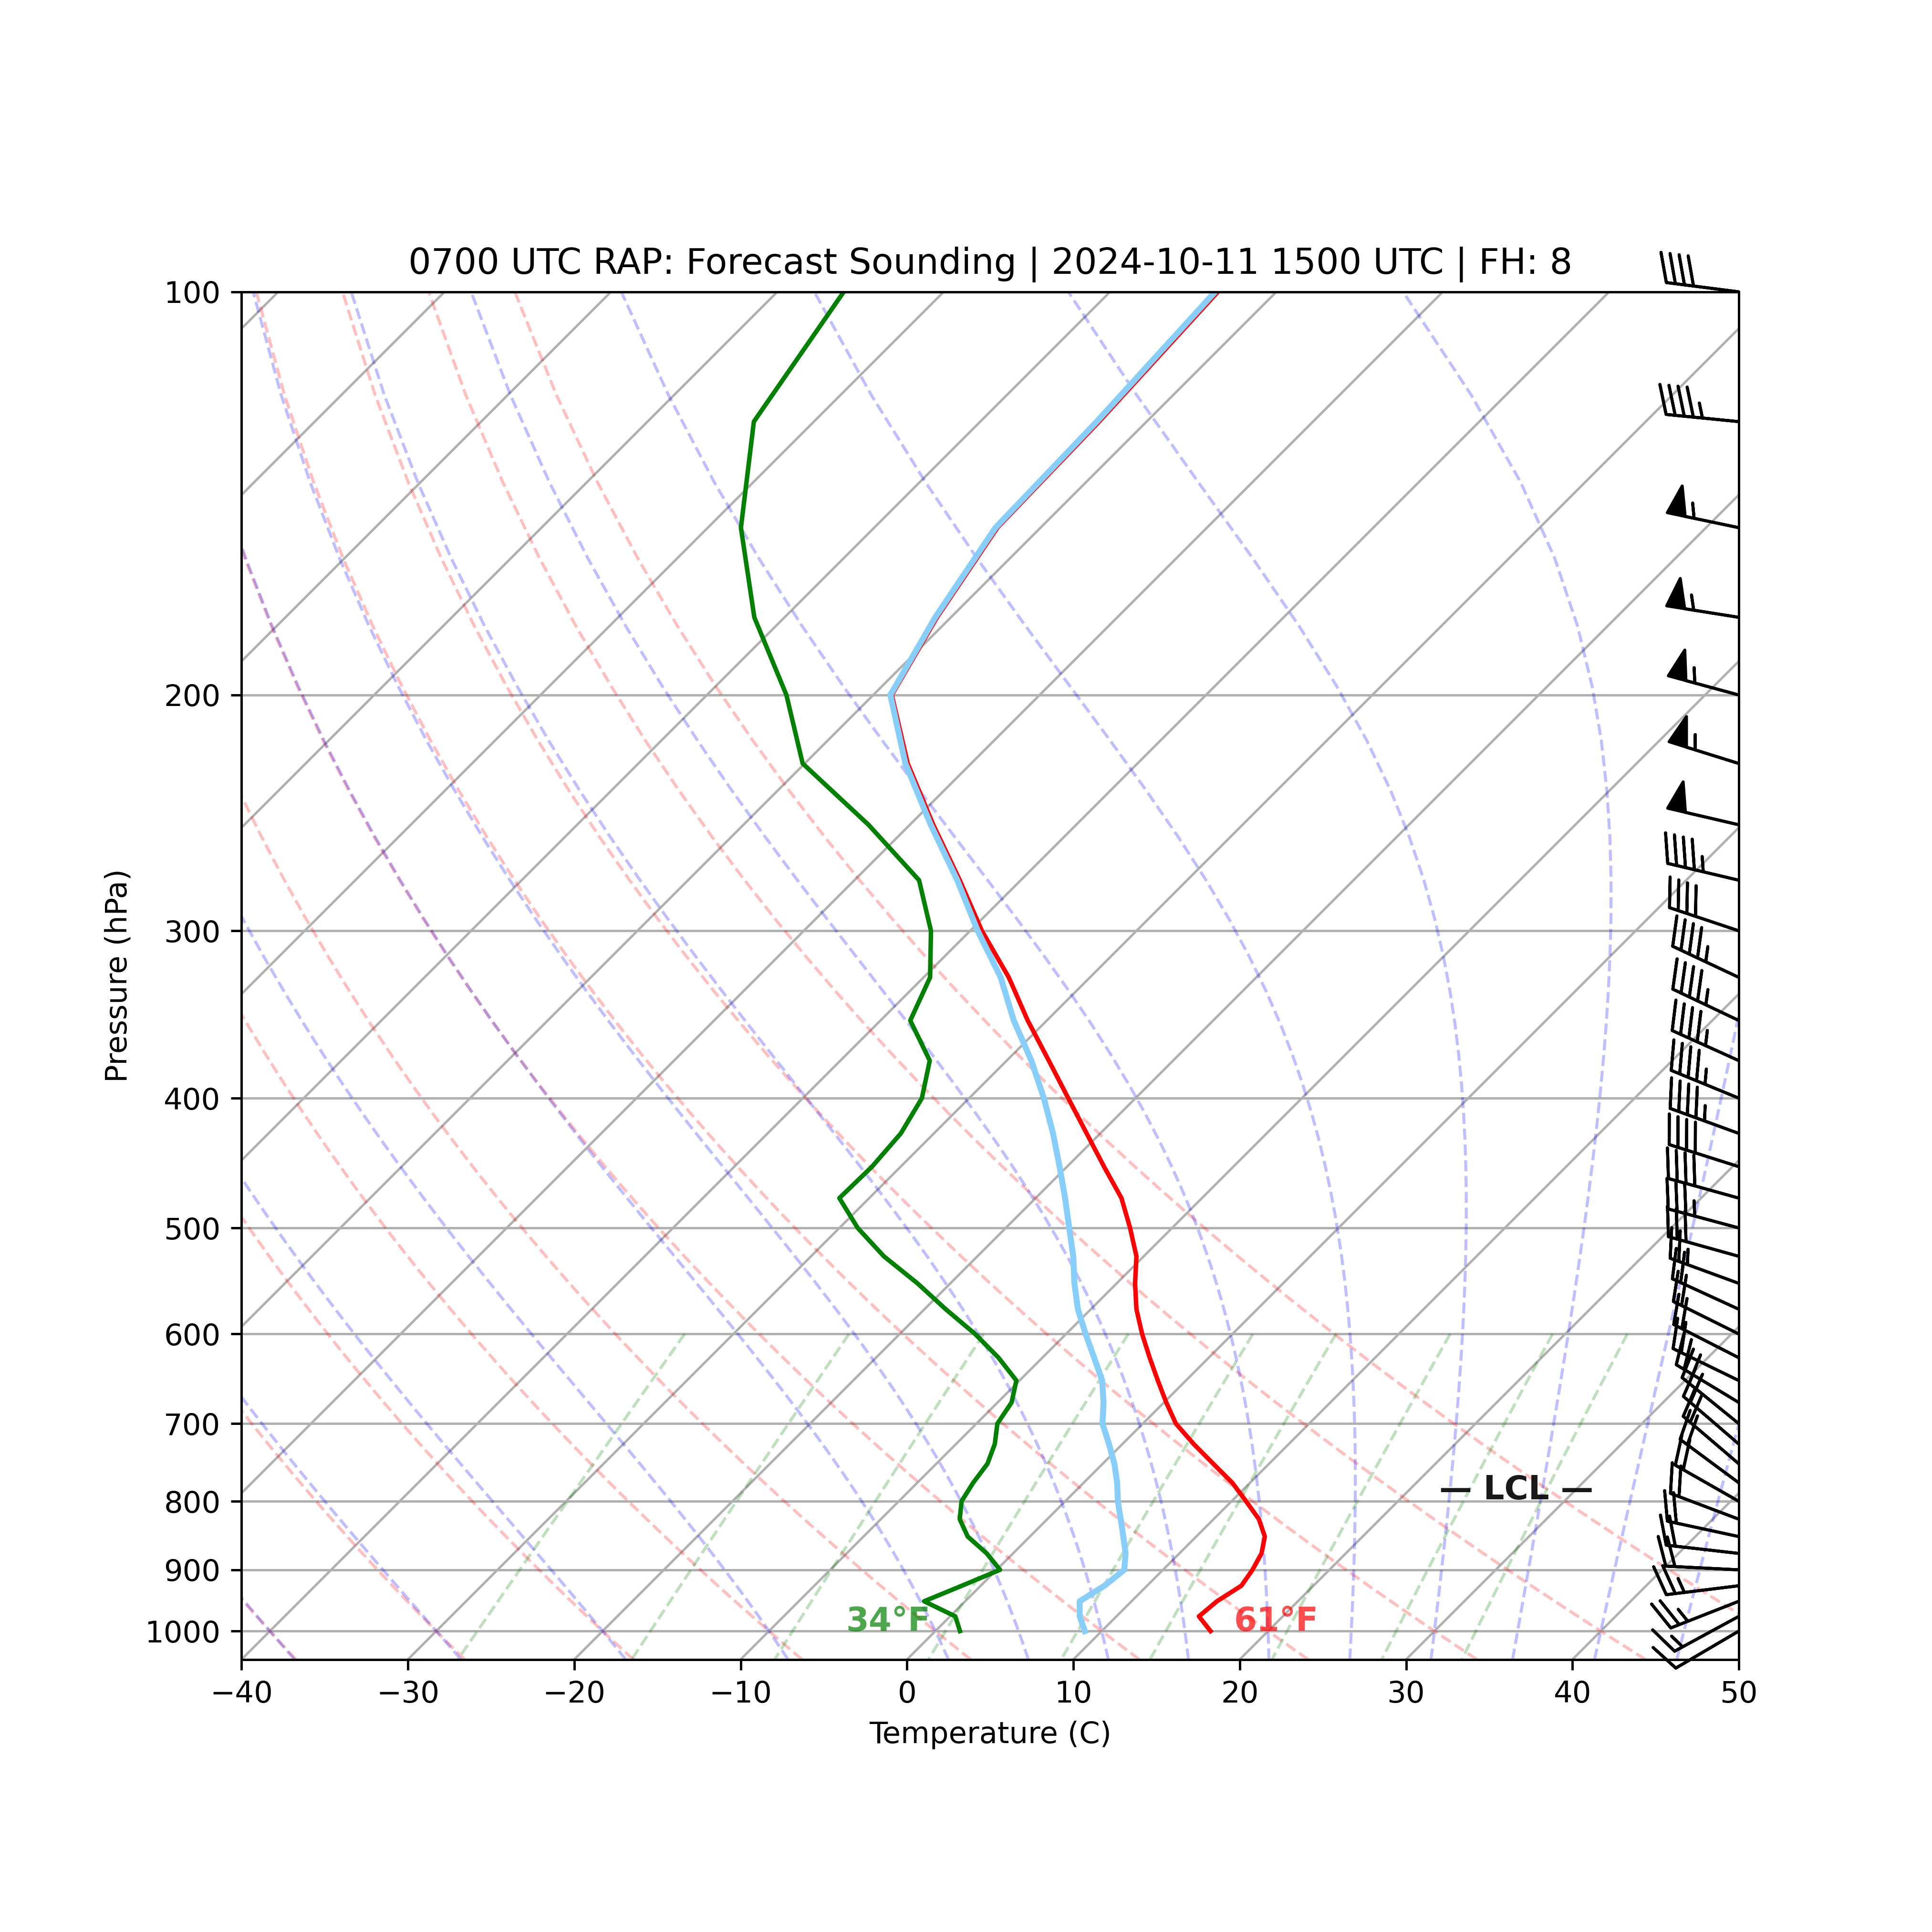 0700 UTC RAP: Forecast Sounding | 2024-10-11 1500 UTC | FH: 8
100
200
300
400
500
600
700
800
900
1000
Pressure (hPa)
— LCL —
34°F
61°F
−40 −30 −20 −10 0 10 20 30 40 50
Temperature (C)